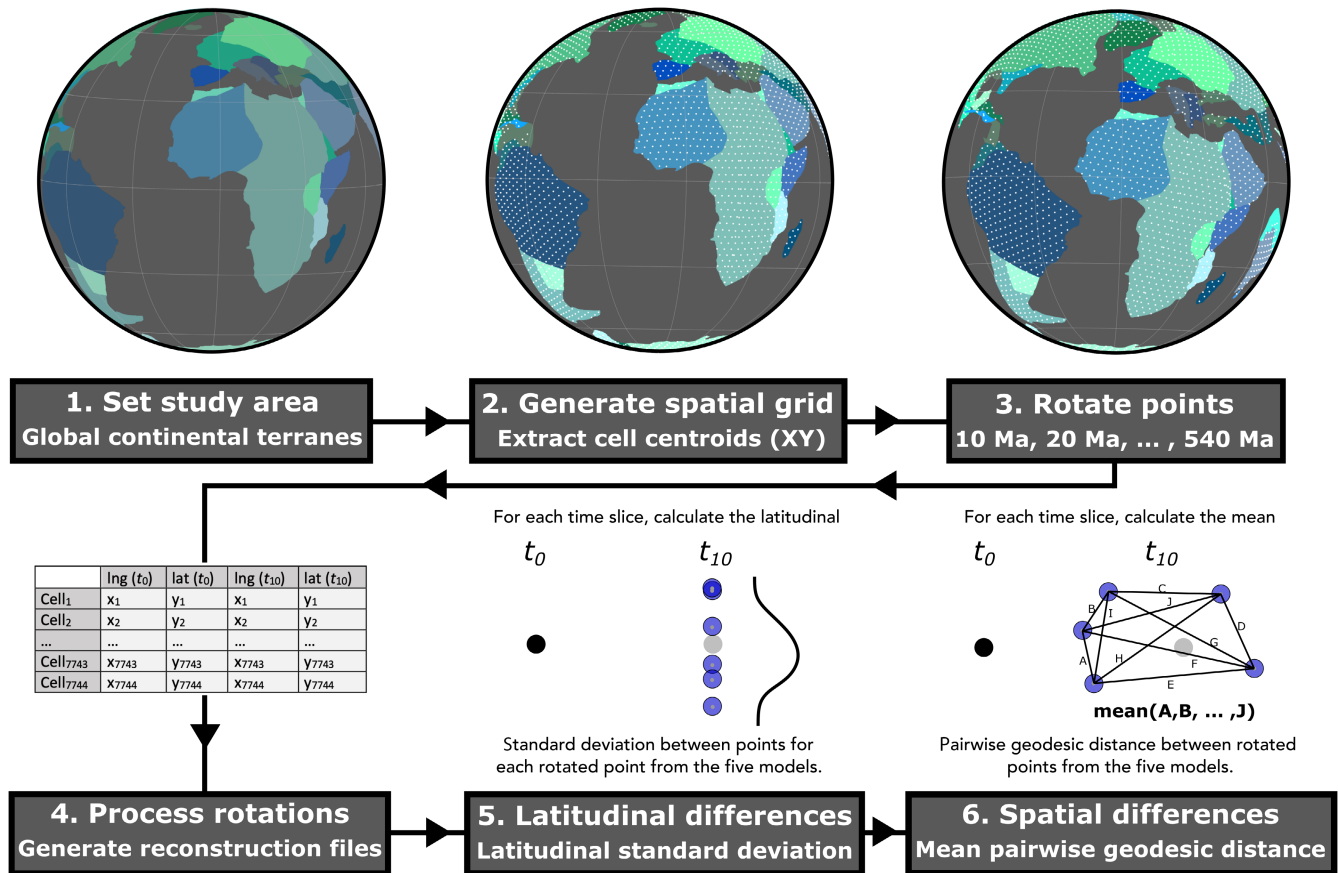 1. Set study area
Global continental terranes
2. Generate spatial grid
Extract cell centroids (XY)
3. Rotate points
10 Ma, 20 Ma, ... , 540 Ma
lng (t0) lat (t0) lng (t10) lat (t10)
Cell1 x1 y1 x1 y1
Cell2 x2 y2 x2 y2
... ... ... ... ...
Cell7743 x7743 y7743 x7743 y7743
Cell7744 x7744 y7744 x7744 y7744
For each time slice, calculate the latitudinal
t0 t10
Standard deviation between points for
each rotated point from the five models.
For each time slice, calculate the mean
t0 t10
C
B I J
D
G
A H F
E
mean(A,B, ... ,J)
Pairwise geodesic distance between rotated
points from the five models.
4. Process rotations
Generate reconstruction files
5. Latitudinal differences
Latitudinal standard deviation
6. Spatial differences
Mean pairwise geodesic distance